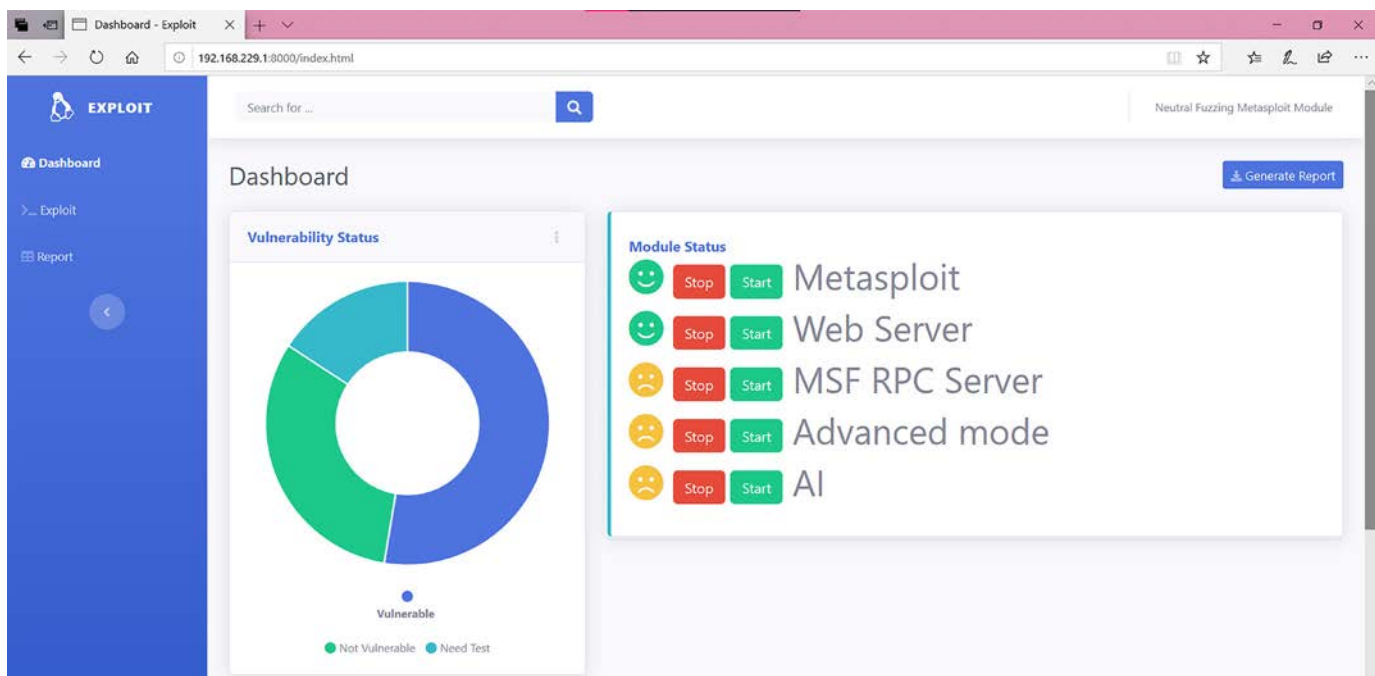 Dashboard - Exploit
192.168.229.1:8000/index.html
EXPLOIT
Search for ...
Neutral Fuzzing Metasploit Module
Dashboard
Dashboard
Generate Report
>_ Exploit
Report
Vulnerability Status
Module Status
Stop Start Metasploit
Stop Start Web Server
Stop Start MSF RPC Server
Stop Start Advanced mode
Stop Start AI
Vulnerable
Not Vulnerable Need Test